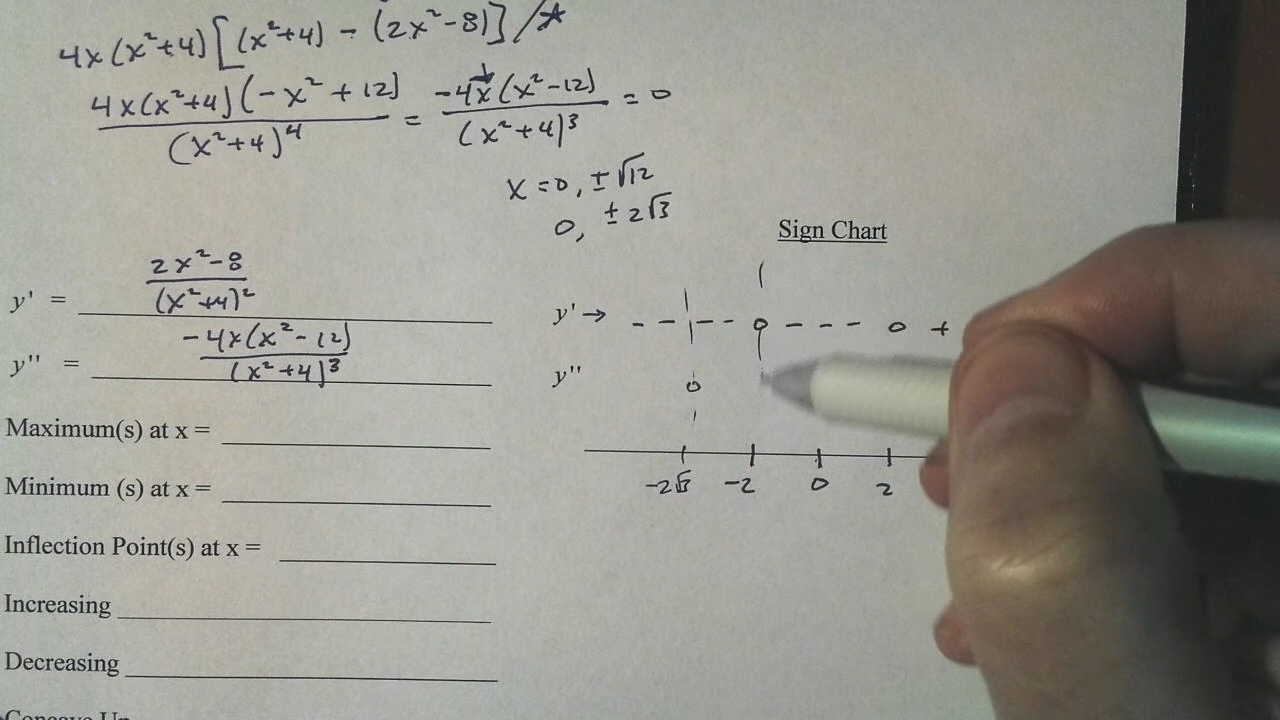 4x(x²+4)[(x²+4) - (2x²-8)]
4x(x²+4)(-x²+12) / (x²+4)⁴ = -4x(x²-12) / (x²+4)³ = 0
x = 0, ±√12
0, ±2√3
Sign Chart
y' = 2x²-8 / (x²+4)²
y' → - - - - 0 - - - 0 +
y'' = -4x(x²-12) / (x²+4)³
y'' 0
Maximum(s) at x =
-2√3 -2 0 2
Minimum (s) at x =
Inflection Point(s) at x =
Increasing
Decreasing
Concave Up